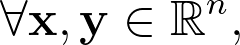 ∀𝐱, 𝐲 ∈ ℝⁿ,